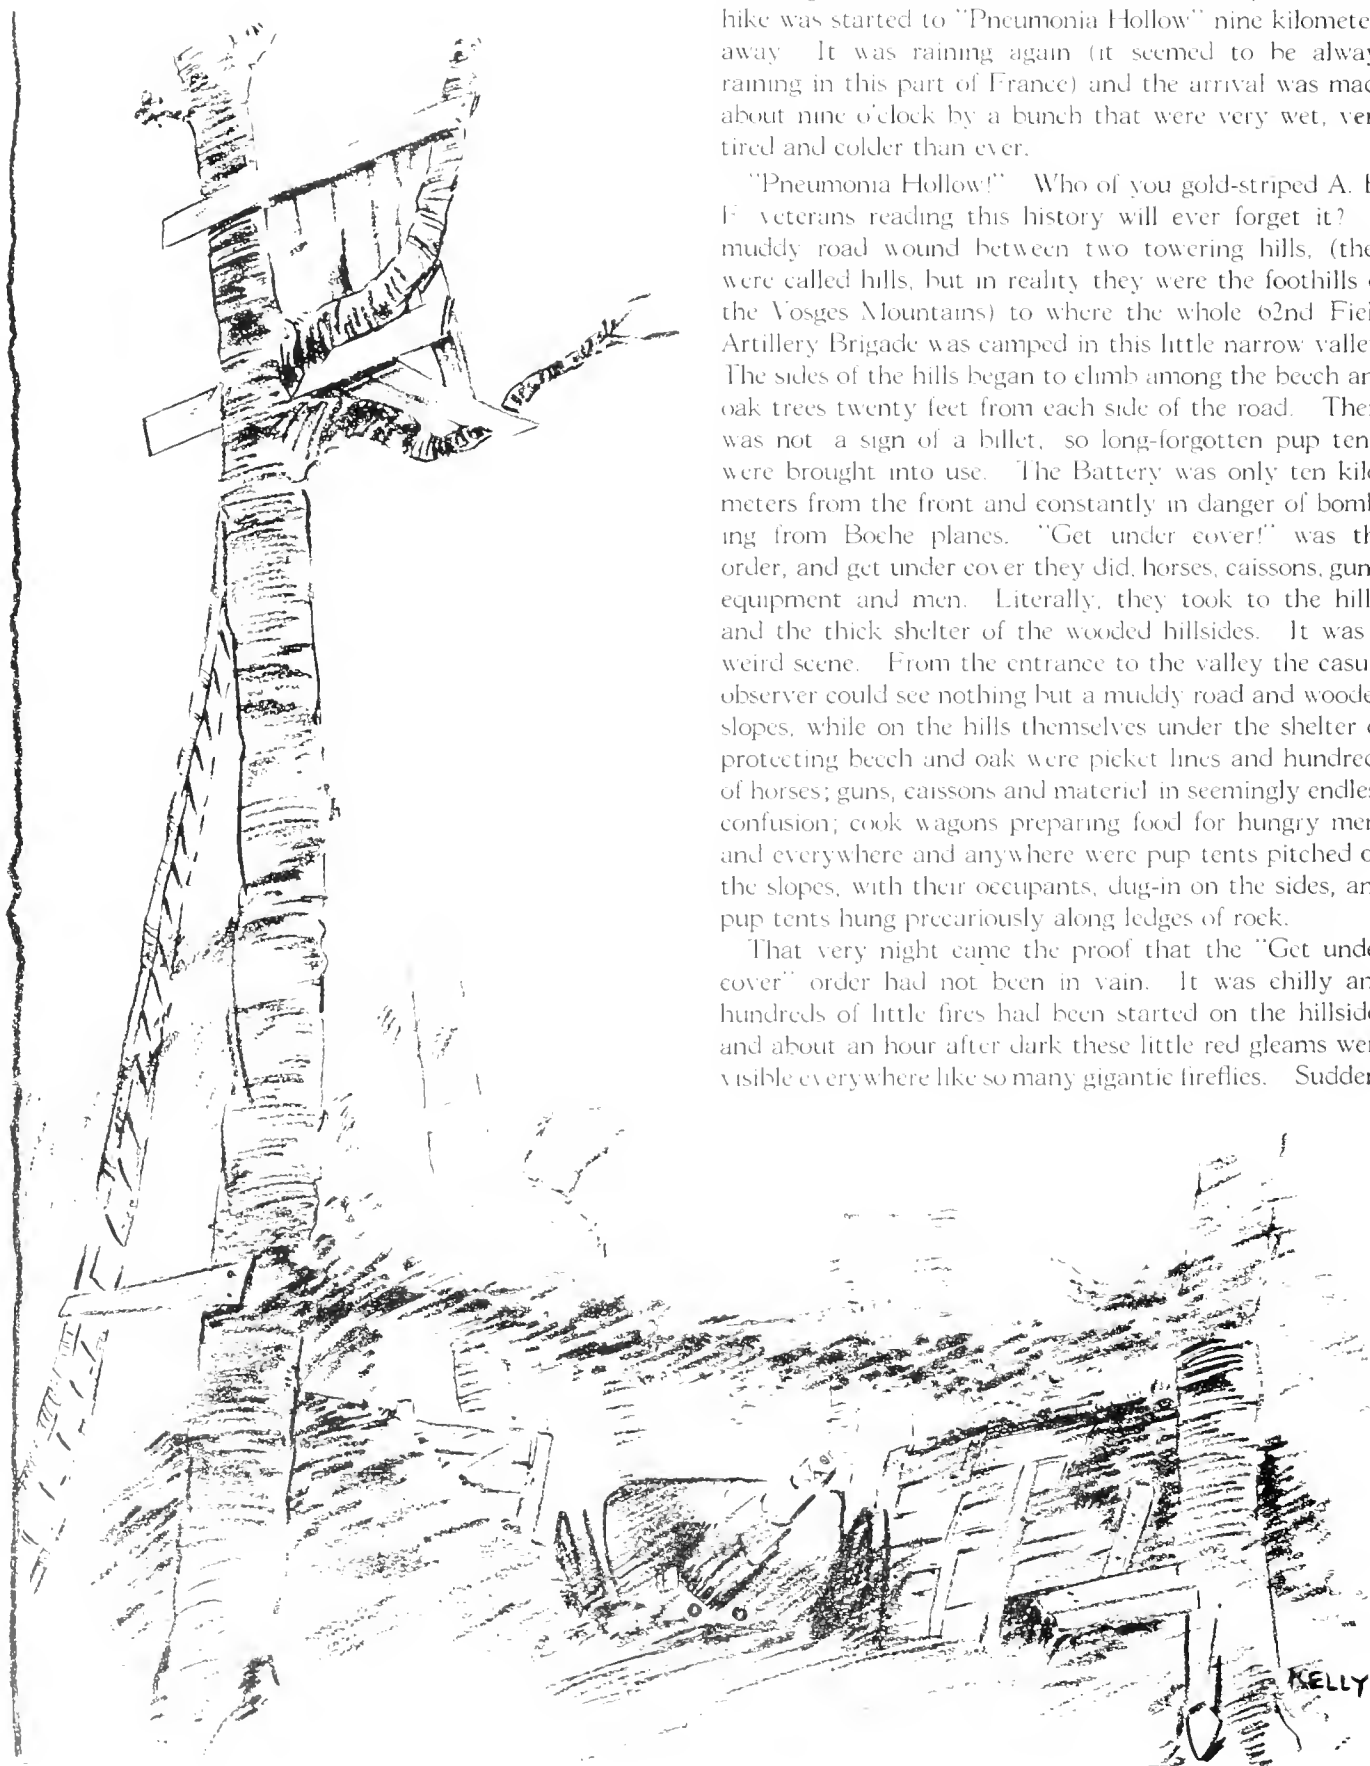 hike was started to "Pneumonia Hollow" nine kilomete
away It was raining again (it seemed to be alway
raining in this part of France) and the arrival was mad
about nine o'clock by a bunch that were very wet, ver
tired and colder than ever.
"Pneumonia Hollow!" Who of you gold-striped A. E
F veterans reading this history will ever forget it?
muddy road wound between two towering hills, (the
were called hills, but in reality they were the foothills o
the Vosges Mountains) to where the whole 62nd Fiel
Artillery Brigade was camped in this little narrow valley
The sides of the hills began to climb among the beech an
oak trees twenty feet from each side of the road. Ther
was not a sign of a billet, so long-forgotten pup tent
were brought into use. The Battery was only ten kilo
meters from the front and constantly in danger of bomb
ing from Boche planes. "Get under cover!" was th
order, and get under cover they did, horses, caissons, guns
equipment and men. Literally, they took to the hills
and the thick shelter of the wooded hillsides. It was
weird scene. From the entrance to the valley the casua
observer could see nothing but a muddy road and woode
slopes, while on the hills themselves under the shelter o
protecting beech and oak were picket lines and hundred
of horses; guns, caissons and materiel in seemingly endles
confusion; cook wagons preparing food for hungry men
and everywhere and anywhere were pup tents pitched o
the slopes, with their occupants, dug-in on the sides, an
pup tents hung precariously along ledges of rock.
That very night came the proof that the "Get unde
cover" order had not been in vain. It was chilly an
hundreds of little fires had been started on the hillside
and about an hour after dark these little red gleams wer
visible everywhere like so many gigantic fireflies. Sudden
KELLY